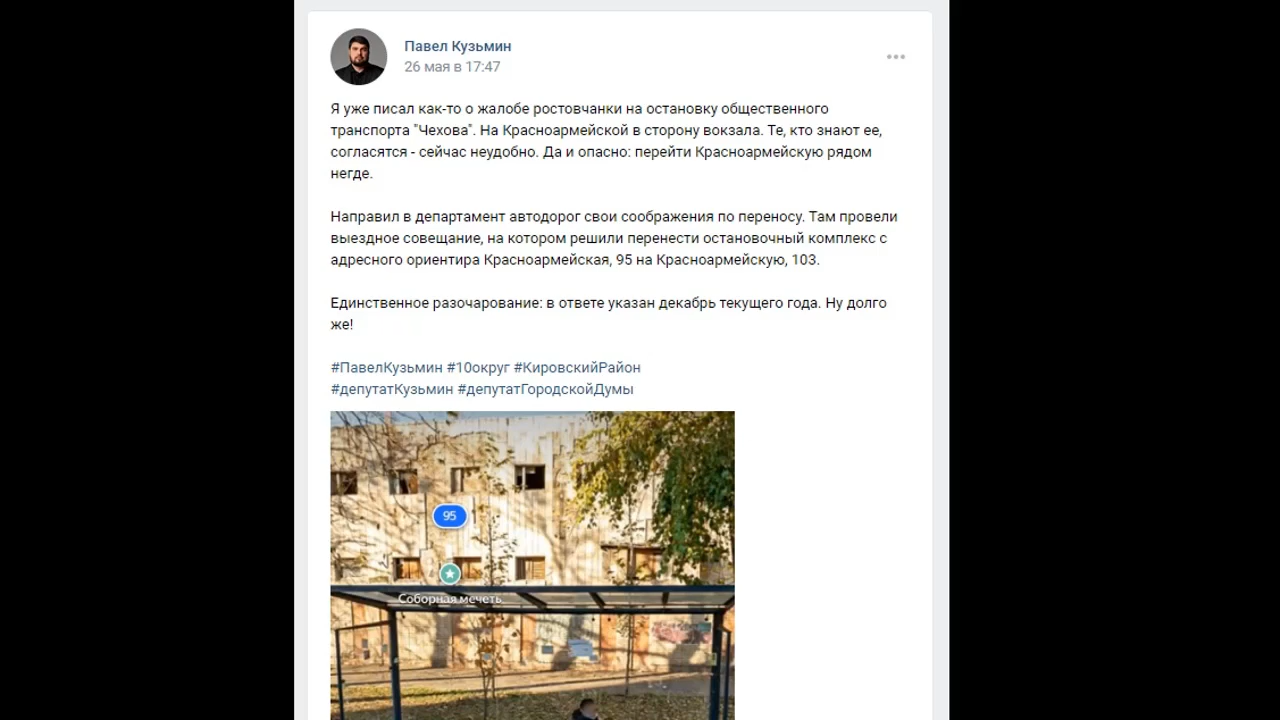 Павел Кузьмин
26 мая в 17:47
Я уже писал как-то о жалобе ростовчанки на остановку общественного
транспорта "Чехова". На Красноармейской в сторону вокзала. Те, кто знают ее,
согласятся - сейчас неудобно. Да и опасно: перейти Красноармейскую рядом
негде.
Направил в департамент автодорог свои соображения по переносу. Там провели
выездное совещание, на котором решили перенести остановочный комплекс с
адресного ориентира Красноармейская, 95 на Красноармейскую, 103.
Единственное разочарование: в ответе указан декабрь текущего года. Ну долго
же!
#ПавелКузьмин #10округ #КировскийРайон
#депутатКузьмин #депутатГородскойДумы
95
Соборная мечеть